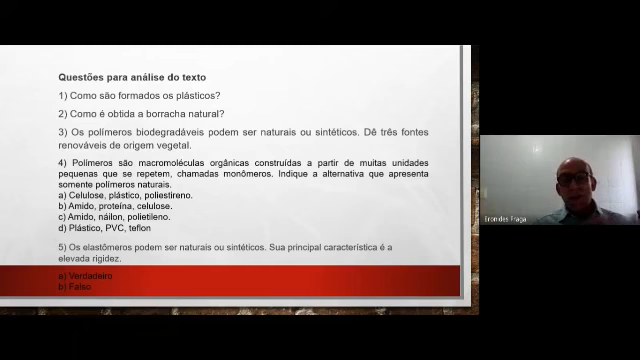 Questões para análise do texto
1) Como são formados os plásticos?
2) Como é obtida a borracha natural?
3) Os polímeros biodegradáveis podem ser naturais ou sintéticos. Dê três fontes
renováveis de origem vegetal.
4) Polímeros são macromoléculas orgânicas construídas a partir de muitas unidades
pequenas que se repetem, chamadas monômeros. Indique a alternativa que apresenta
somente polímeros naturais.
a) Celulose, plástico, poliestireno.
b) Amido, proteína, celulose.
c) Amido, náilon, polietileno.
d) Plástico, PVC, teflon
5) Os elastômeros podem ser naturais ou sintéticos. Sua principal característica é a
elevada rigidez.
a) Verdadeiro
b) Falso
Eronides Fraga